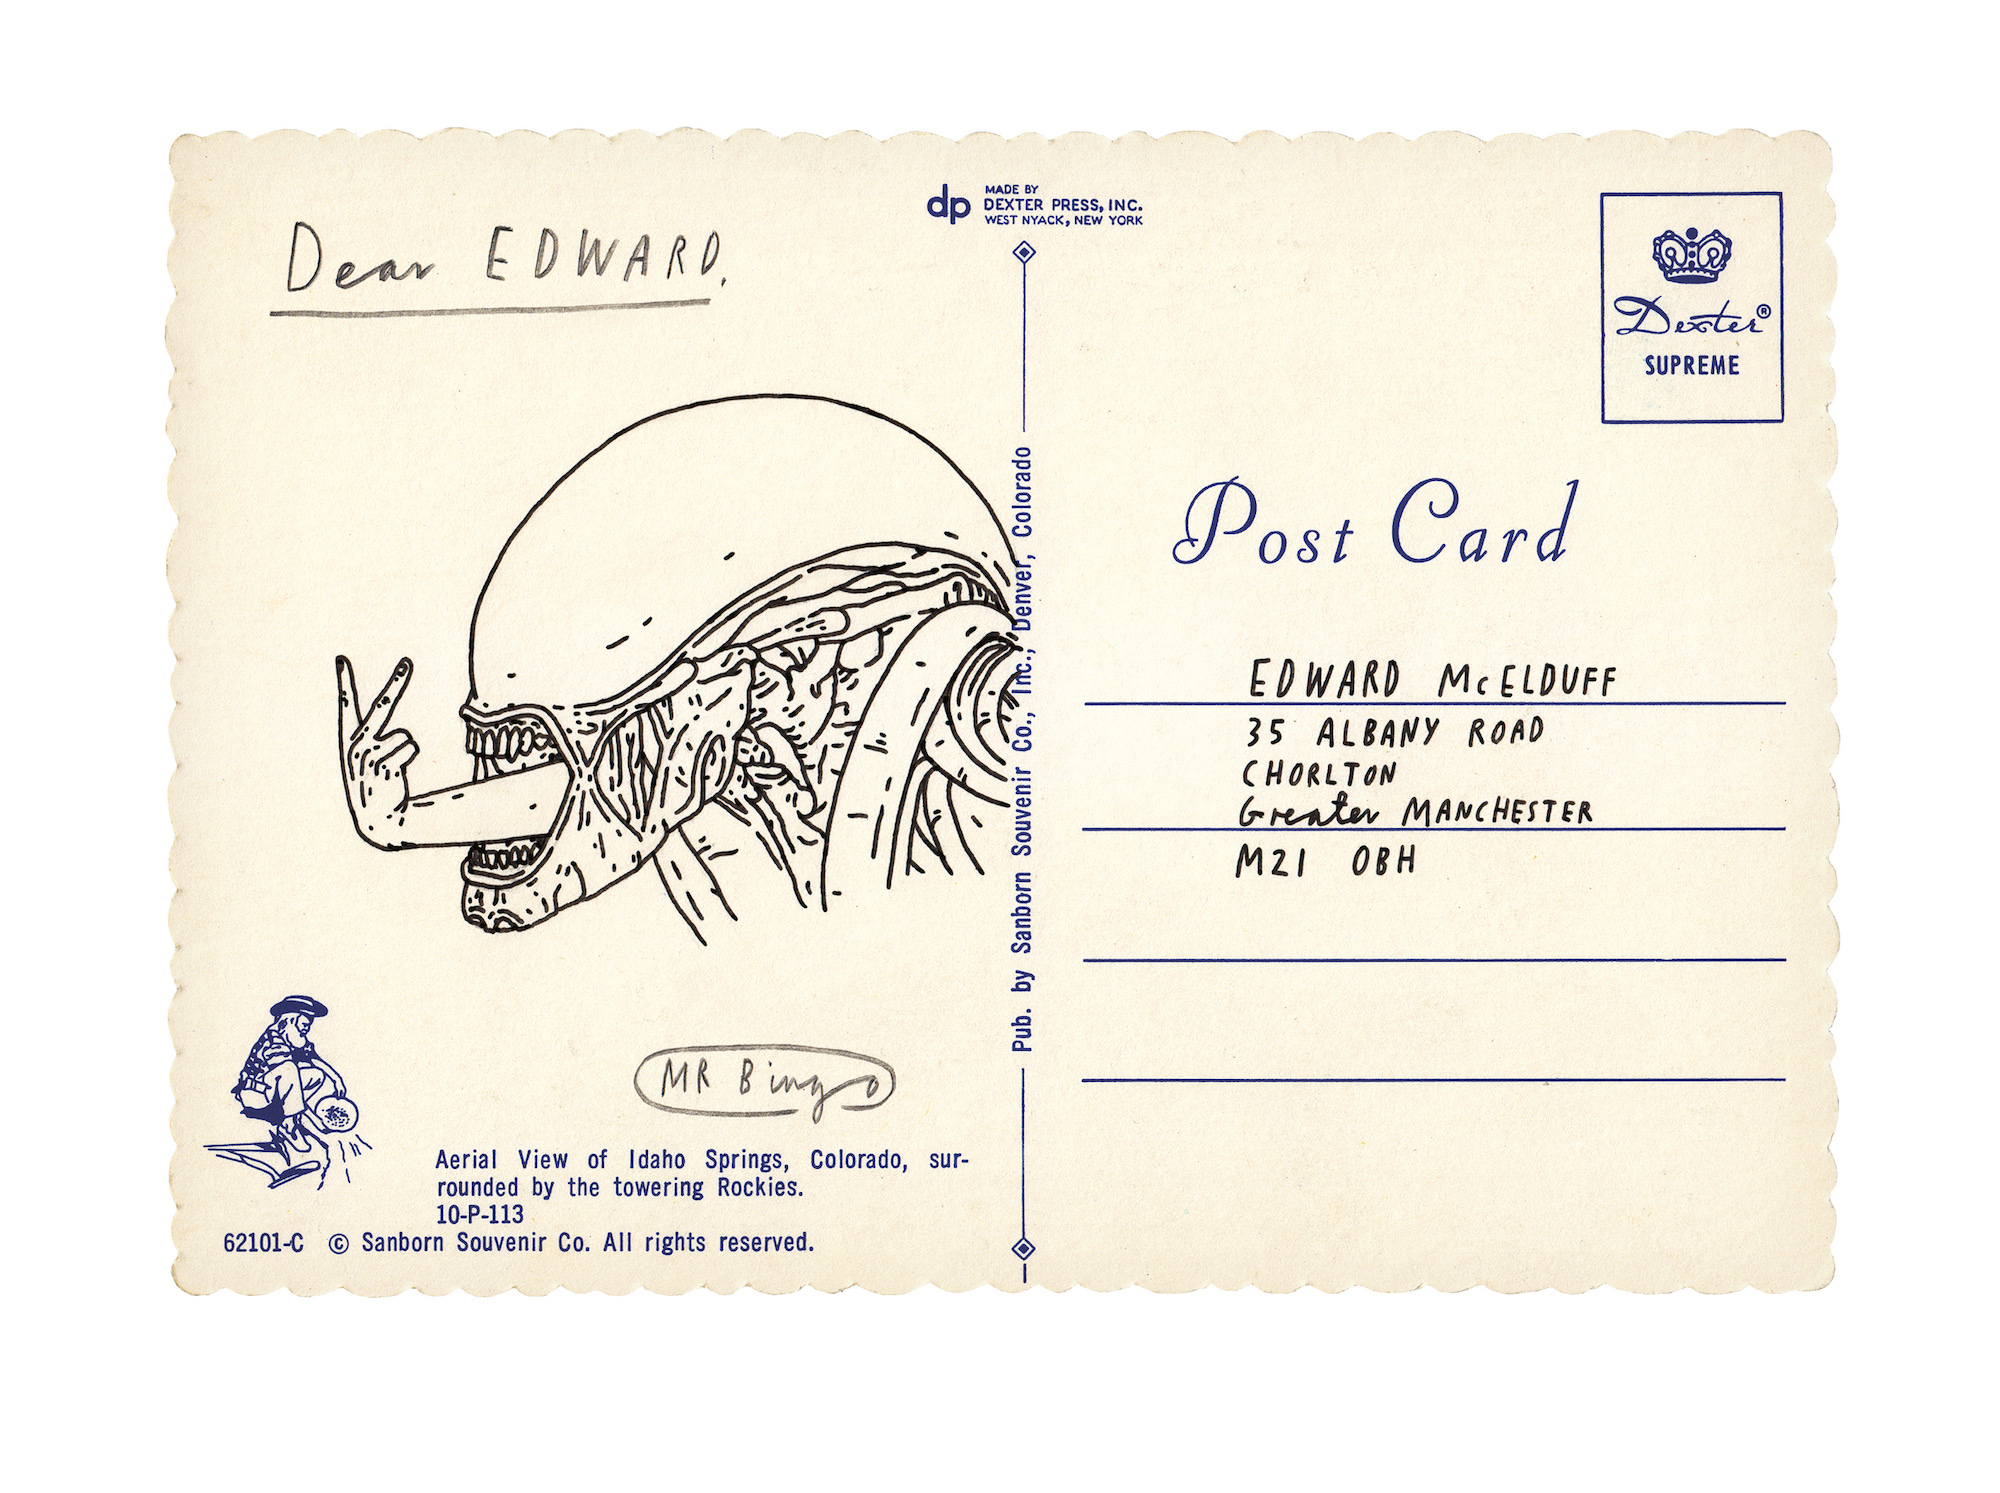 Dear EDWARD,
MR Bingo
Aerial View of Idaho Springs, Colorado, sur-
rounded by the towering Rockies.
10-P-113
62101-C © Sanborn Souvenir Co. All rights reserved.
dp
MADE BY
DEXTER PRESS, INC.
WEST NYACK, NEW YORK
Pub. by Sanborn Souvenir Co., Inc., Denver, Colorado
Dexter®
SUPREME
Post Card
EDWARD McELDUFF
35 ALBANY ROAD
CHORLTON
Greater MANCHESTER
M21 0BH